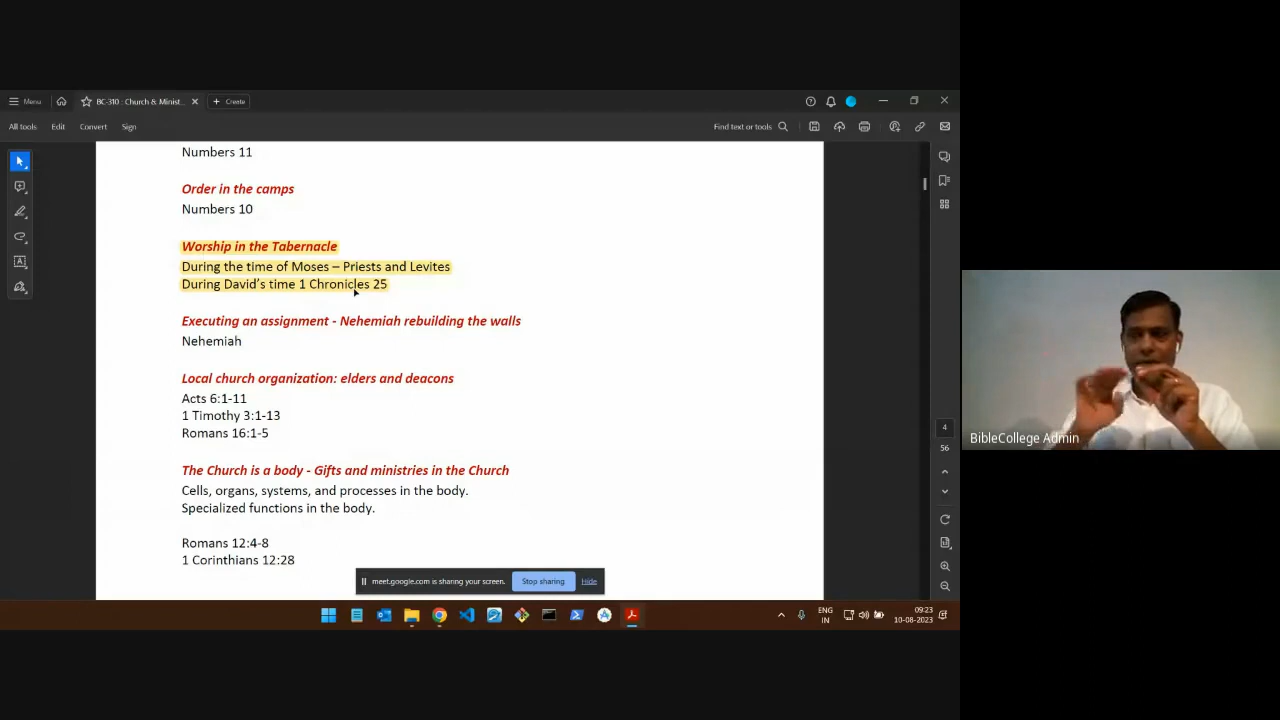 Menu
BC-310 : Church & Minist...
Create
All tools
Edit
Convert
Sign
Find text or tools
Numbers 11
Order in the camps
Numbers 10
Worship in the Tabernacle
During the time of Moses – Priests and Levites
During David's time 1 Chronicles 25
Executing an assignment - Nehemiah rebuilding the walls
Nehemiah
Local church organization: elders and deacons
Acts 6:1-11
1 Timothy 3:1-13
Romans 16:1-5
The Church is a body - Gifts and ministries in the Church
Cells, organs, systems, and processes in the body.
Specialized functions in the body.
Romans 12:4-8
1 Corinthians 12:28
4
56
meet.google.com is sharing your screen.
Stop sharing
Hide
ENG
IN
09:23
10-08-2023
BibleCollege Admin